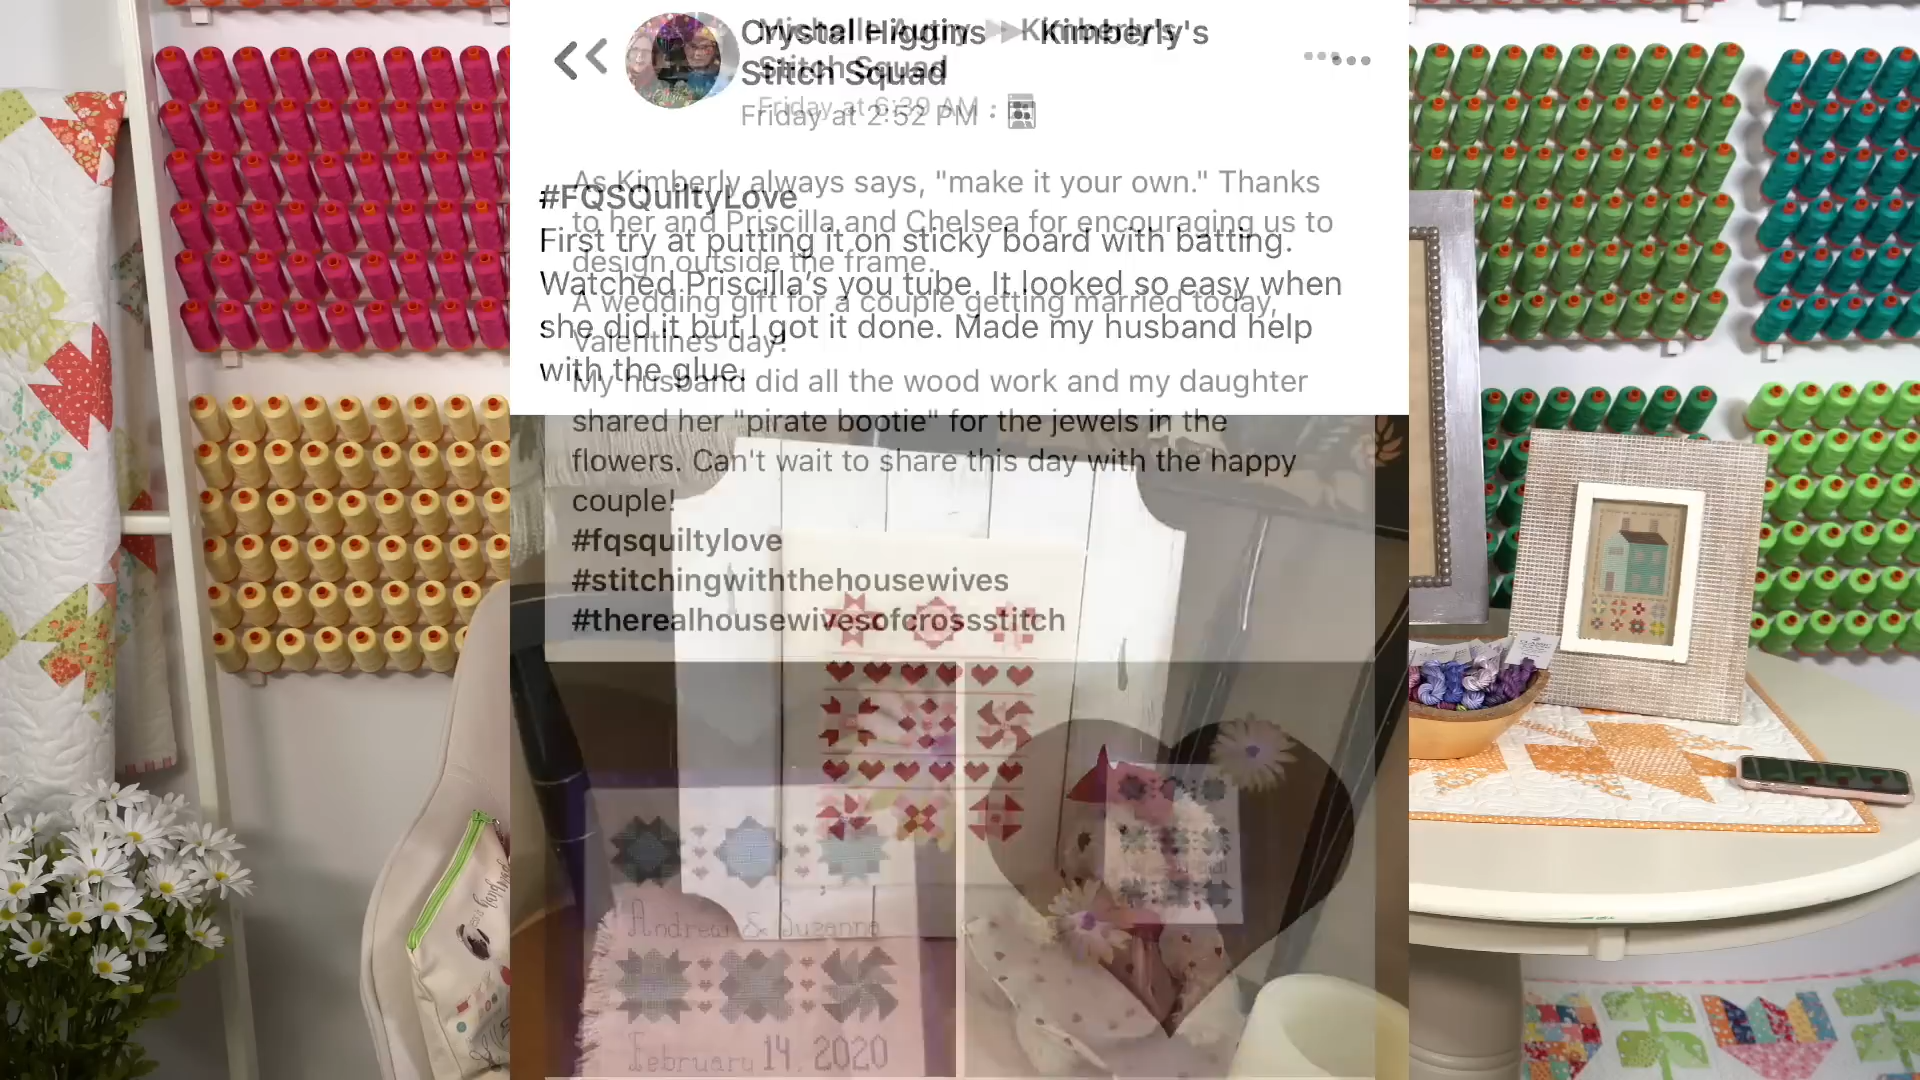 Crystal Higgins ▸ Kimberly's
Stitch Squad
Friday at 2:52 PM
Michelle Autry ▸ Kimberly's
Stitch Squad
Friday at 6:39 AM
#FQSQuiltyLove
First try at putting it on sticky board with batting.
Watched Priscilla's you tube. It looked so easy when
she did it but I got it done. Made my husband help
with the glue.
As Kimberly always says, "make it your own." Thanks
to her and Priscilla and Chelsea for encouraging us to
design outside the frame.
A wedding gift for a couple getting married today,
Valentines day!
My husband did all the wood work and my daughter
shared her "pirate bootie" for the jewels in the
flowers. Can't wait to share this day with the happy
couple!
#fqsquiltylove
#stitchingwiththehousewives
#therealhousewivesofcrossstitch
Andrew & Suzanna
February 14, 2020